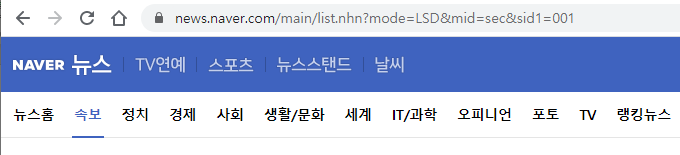 news.naver.com/main/list.nhn?mode=LSD&mid=sec&sid1=001
NAVER 뉴스 TV연예 스포츠 뉴스스탠드 날씨
뉴스홈 속보 정치 경제 사회 생활/문화 세계 IT/과학 오피니언 포토 TV 랭킹뉴스